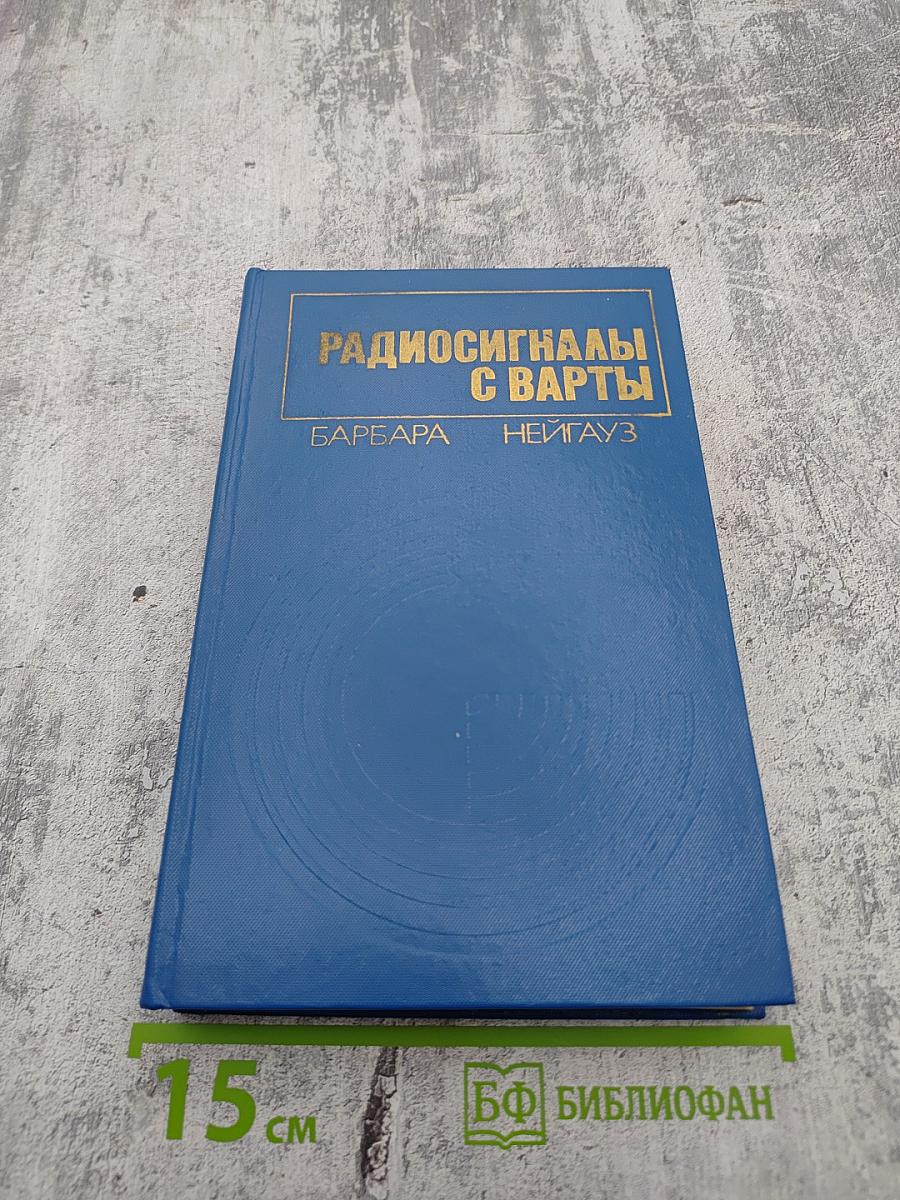 РАДИОСИГНАЛЫ
С ВАРТЫ
БАРБАРА НЕЙГАУЗ
15 см
БФ БИБЛИОФАН